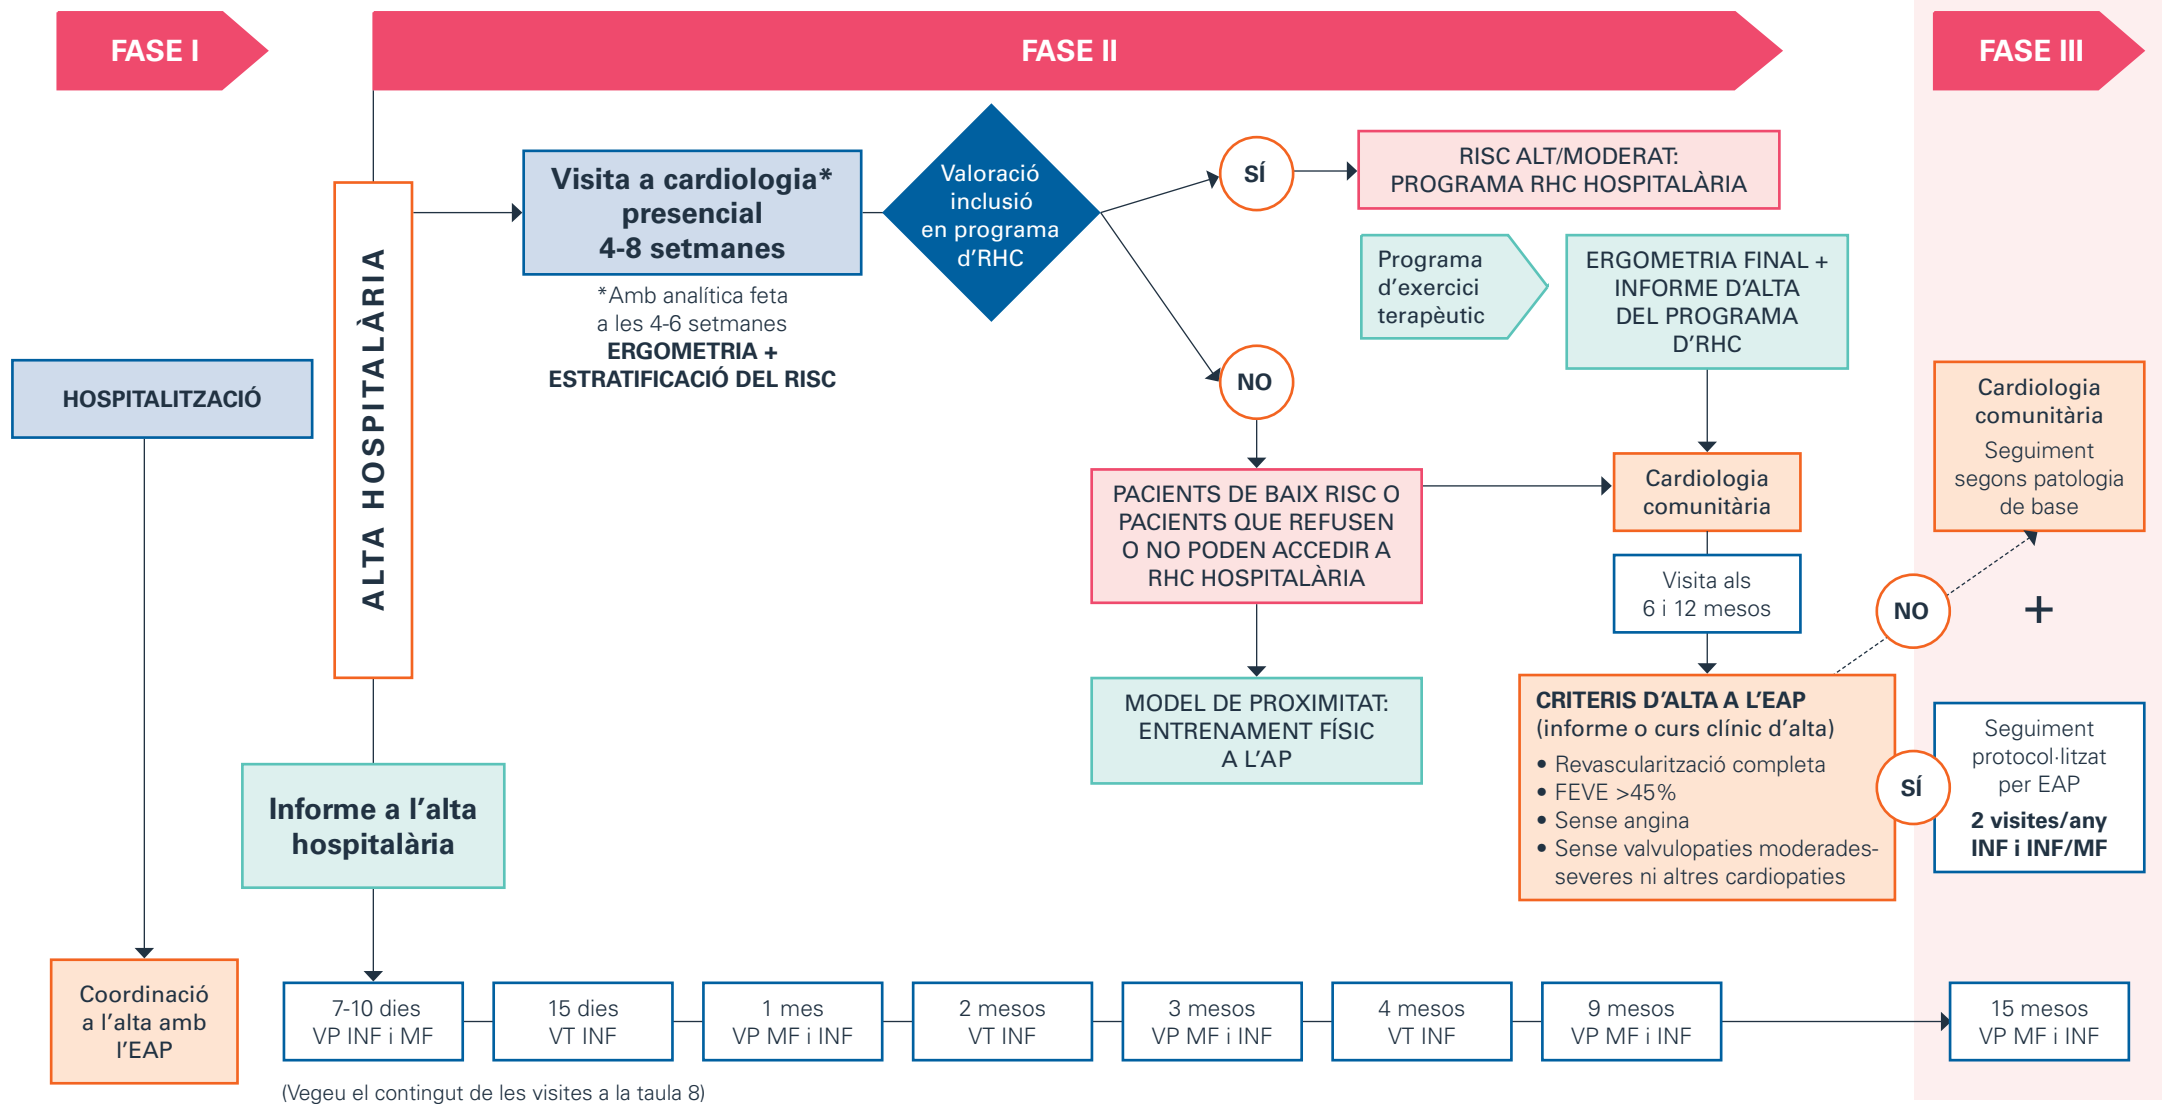 FASE I
FASE II
FASE III
HOSPITALITZACIÓ
Coordinació
a l'alta amb
l'EAP
ALTA HOSPITALÀRIA
Visita a cardiologia*
presencial
4-8 setmanes
*Amb analítica feta
a les 4-6 setmanes
ERGOMETRIA +
ESTRATIFICACIÓ DEL RISC
Valoració
inclusió
en programa
d'RHC
SÍ
RISC ALT/MODERAT:
PROGRAMA RHC HOSPITALÀRIA
Programa
d'exercici
terapèutic
ERGOMETRIA FINAL +
INFORME D'ALTA
DEL PROGRAMA
D'RHC
NO
PACIENTS DE BAIX RISC O
PACIENTS QUE REFUSEN
O NO PODEN ACCEDIR A
RHC HOSPITALÀRIA
MODEL DE PROXIMITAT:
ENTRENAMENT FÍSIC
A L'AP
Cardiologia
comunitària
Visita als
6 i 12 mesos
CRITERIS D'ALTA A L'EAP
(informe o curs clínic d'alta)
• Revascularització completa
• FEVE >45%
• Sense angina
• Sense valvulopaties moderades-
severes ni altres cardiopaties
NO
SÍ
Cardiologia
comunitària
Seguiment
segons patologia
de base
+
Seguiment
protocol·litzat
per EAP
2 visites/any
INF i INF/MF
Informe a l'alta
hospitalària
7-10 dies
VP INF i MF
15 dies
VT INF
1 mes
VP MF i INF
2 mesos
VT INF
3 mesos
VP MF i INF
4 mesos
VT INF
9 mesos
VP MF i INF
15 mesos
VP MF i INF
(Vegeu el contingut de les visites a la taula 8)